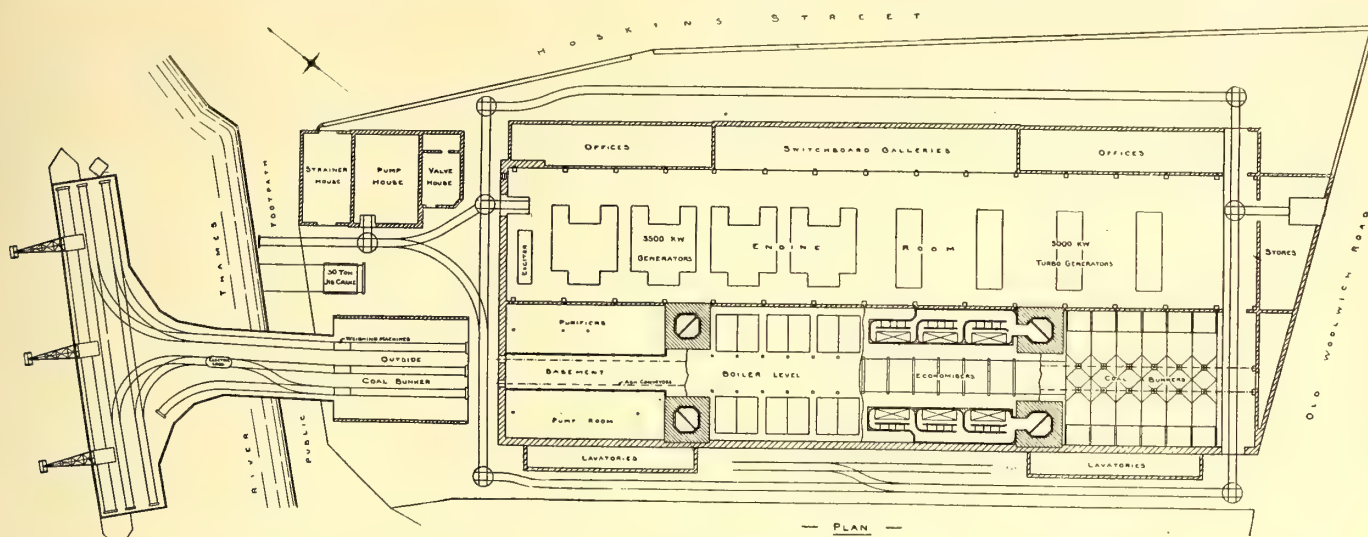 HOSKINS STREET
STRAINER
HOUSE
PUMP
HOUSE
VALVE
HOUSE
OFFICES
SWITCHBOARD GALLERIES
OFFICES
RIVER THAMES
PUBLIC FOOTPATH
50 TON
JIB CRANE
EXCITER
3500 KW
GENERATORS
ENGINE ROOM
5000 KW
TURBO GENERATORS
STORES
OLD WOOLWICH ROAD
WEIGHING MACHINES
OUTSIDE
COAL BUNKER
PURIFIERS
BASEMENT
ASH CONVEYORS
PUMP ROOM
BOILER LEVEL
ECONOMISERS
COAL BUNKERS
LAVATORIES
LAVATORIES
— PLAN —